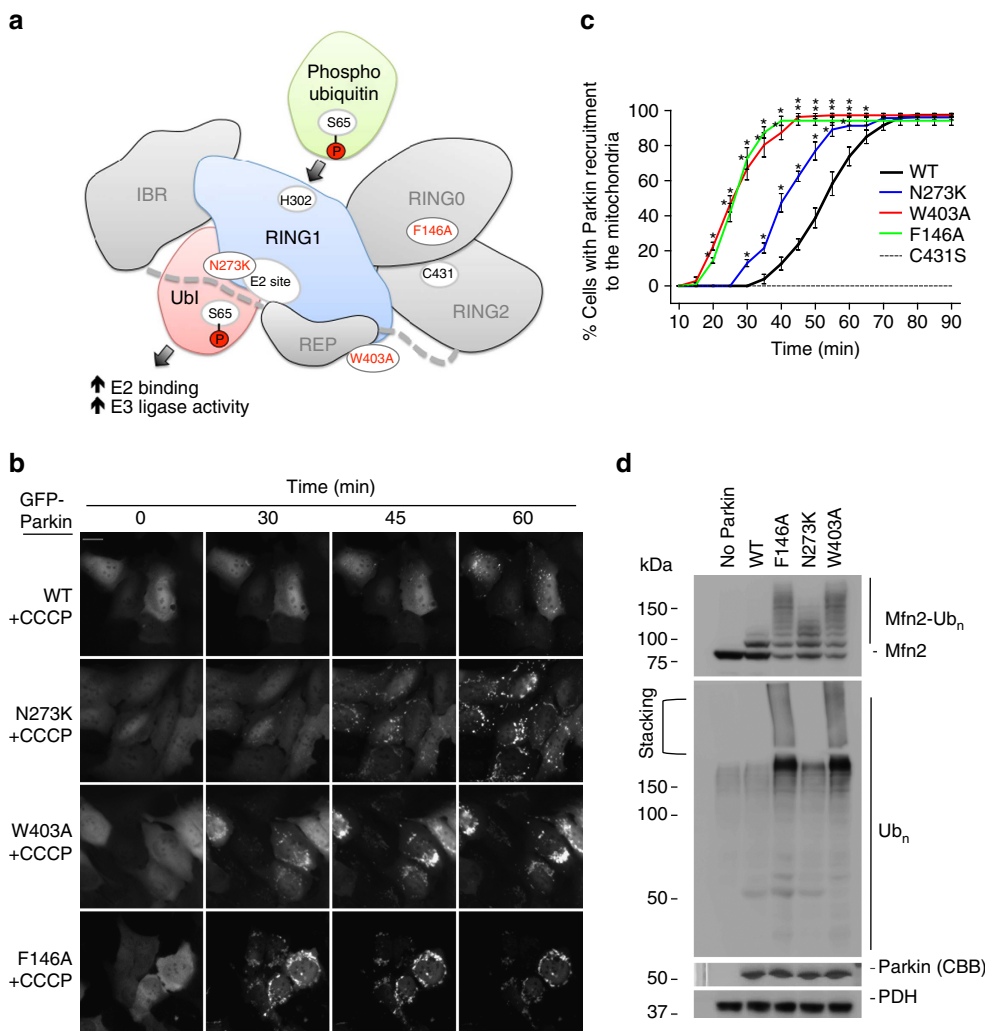 a
Phospho
ubiquitin
S65
P
IBR
H302
RING0
RING1
F146A
N273K
C431
E2 site
Ubl
RING2
S65
P
REP
W403A
E2 binding
E3 ligase activity
c
% Cells with Parkin recruitment
to the mitochondria
100
80
60
40
20
0
10 20 30 40 50 60 70 80 90
Time (min)
WT
N273K
W403A
F146A
C431S
b
Time (min)
GFP-
Parkin
0 30 45 60
WT
+CCCP
N273K
+CCCP
W403A
+CCCP
F146A
+CCCP
d
No Parkin
WT
F146A
N273K
W403A
kDa
150
100
75
Mfn2-Ubn
Mfn2
Stacking
150
100
50
Ubn
50
Parkin (CBB)
37
PDH